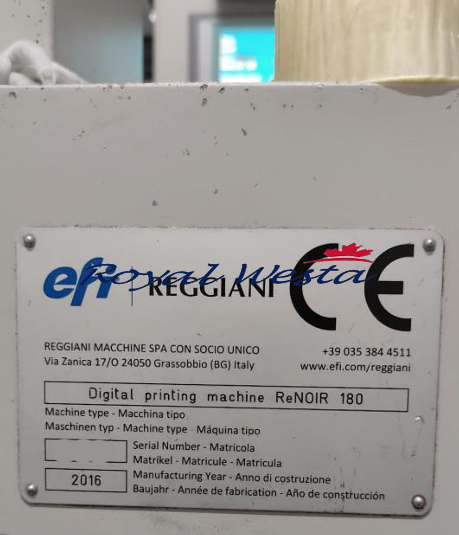 efi REGGIANI CE
Royal Westa
REGGIANI MACCHINE SPA CON SOCIO UNICO
Via Zanica 17/O 24050 Grassobbio (BG) Italy
+39 035 384 4511
www.efi.com/reggiani
Digital printing machine ReNOIR 180
Machine type - Macchina tipo
Maschinen typ - Machine type - Máquina tipo
Serial Number - Matricola
Matrikel - Matricule - Matricula
2016
Manufacturing Year - Anno di costruzione
Baujahr - Année de fabrication - Año de construcción